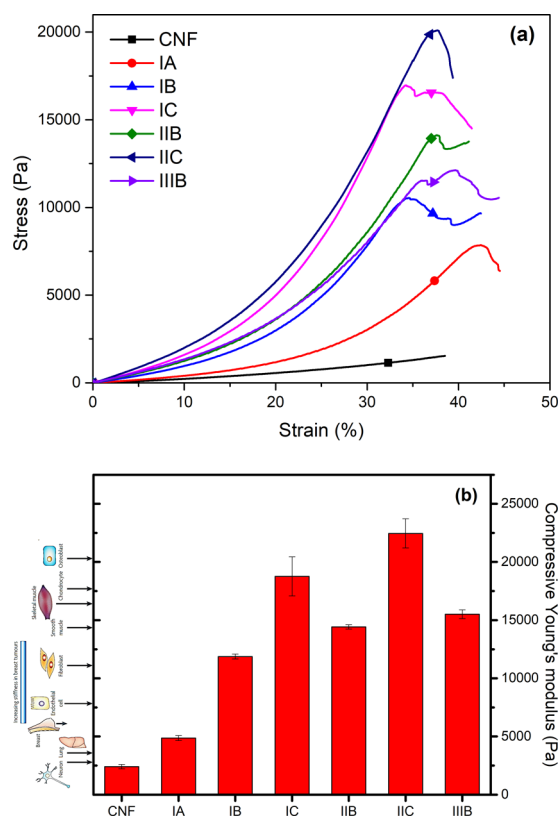 (a)
CNF
IA
IB
IC
IIB
IIC
IIIB
20000
15000
10000
5000
0
Stress (Pa)
0 10 20 30 40 50
Strain (%)
(b)
Osteoblast
Chondrocyte
Skeletal muscle
Smooth
muscle
Fibroblast
Endothelial
cell
Breast
Lung
Neuron
Increasing stiffness in breast tumours
25000
20000
15000
10000
5000
0
Compressive Young's modulus (Pa)
CNF IA IB IC IIB IIC IIIB